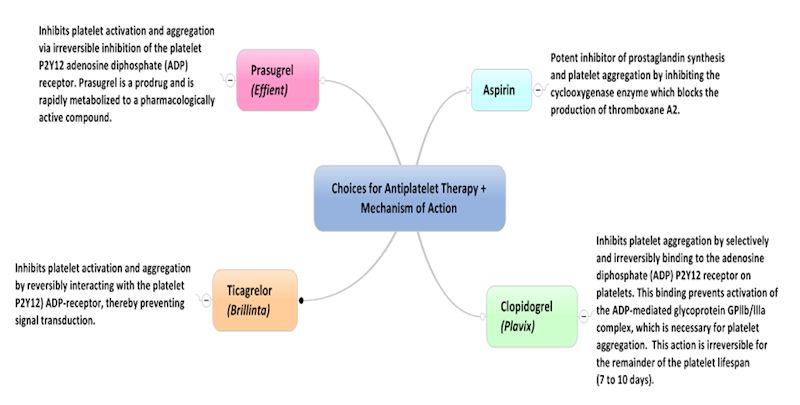 Inhibits platelet activation and aggregation
via irreversible inhibition of the platelet
P2Y12 adenosine diphosphate (ADP)
receptor. Prasugrel is a prodrug and is
rapidly metabolized to a pharmacologically
active compound.
Prasugrel
(Effient)
Aspirin
Potent inhibitor of prostaglandin synthesis
and platelet aggregation by inhibiting the
cyclooxygenase enzyme which blocks the
production of thromboxane A2.
Choices for Antiplatelet Therapy +
Mechanism of Action
Inhibits platelet activation and aggregation
by reversibly interacting with the platelet
P2Y12) ADP-receptor, thereby preventing
signal transduction.
Ticagrelor
(Brillinta)
Clopidogrel
(Plavix)
Inhibits platelet aggregation by selectively
and irreversibly binding to the adenosine
diphosphate (ADP) P2Y12 receptor on
platelets. This binding prevents activation of
the ADP-mediated glycoprotein GPIIb/IIIa
complex, which is necessary for platelet
aggregation. This action is irreversible for
the remainder of the platelet lifespan
(7 to 10 days).